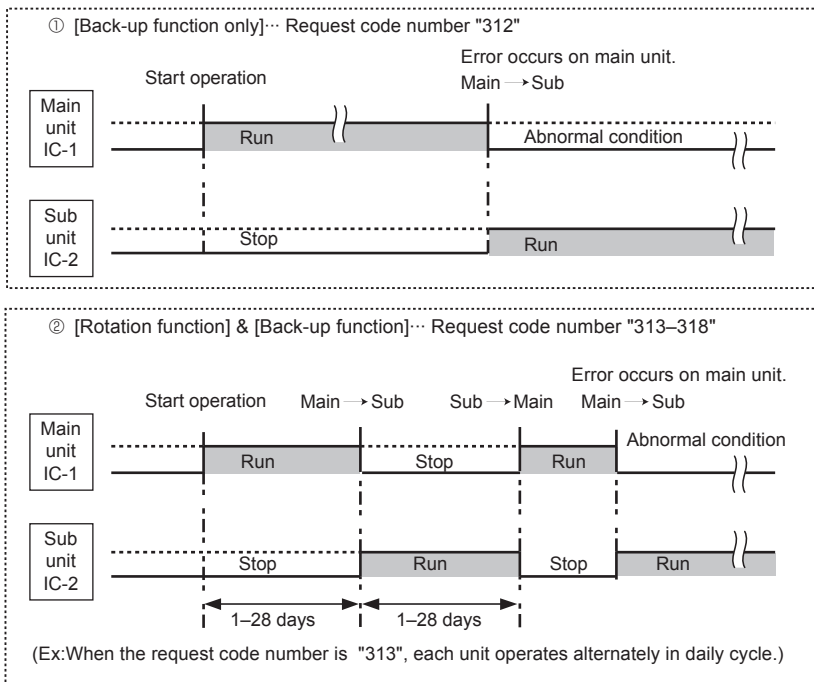 ① [Back-up function only]··· Request code number "312"
Error occurs on main unit.
Start operation
Main → Sub
Main
unit
IC-1
Run
Abnormal condition
Sub
unit
IC-2
Stop
Run
② [Rotation function] & [Back-up function]··· Request code number "313–318"
Error occurs on main unit.
Start operation Main → Sub Sub → Main Main → Sub
Main
unit
IC-1
Run Stop Run Abnormal condition
Sub
unit
IC-2
Stop Run Stop Run
1–28 days 1–28 days
(Ex:When the request code number is "313", each unit operates alternately in daily cycle.)